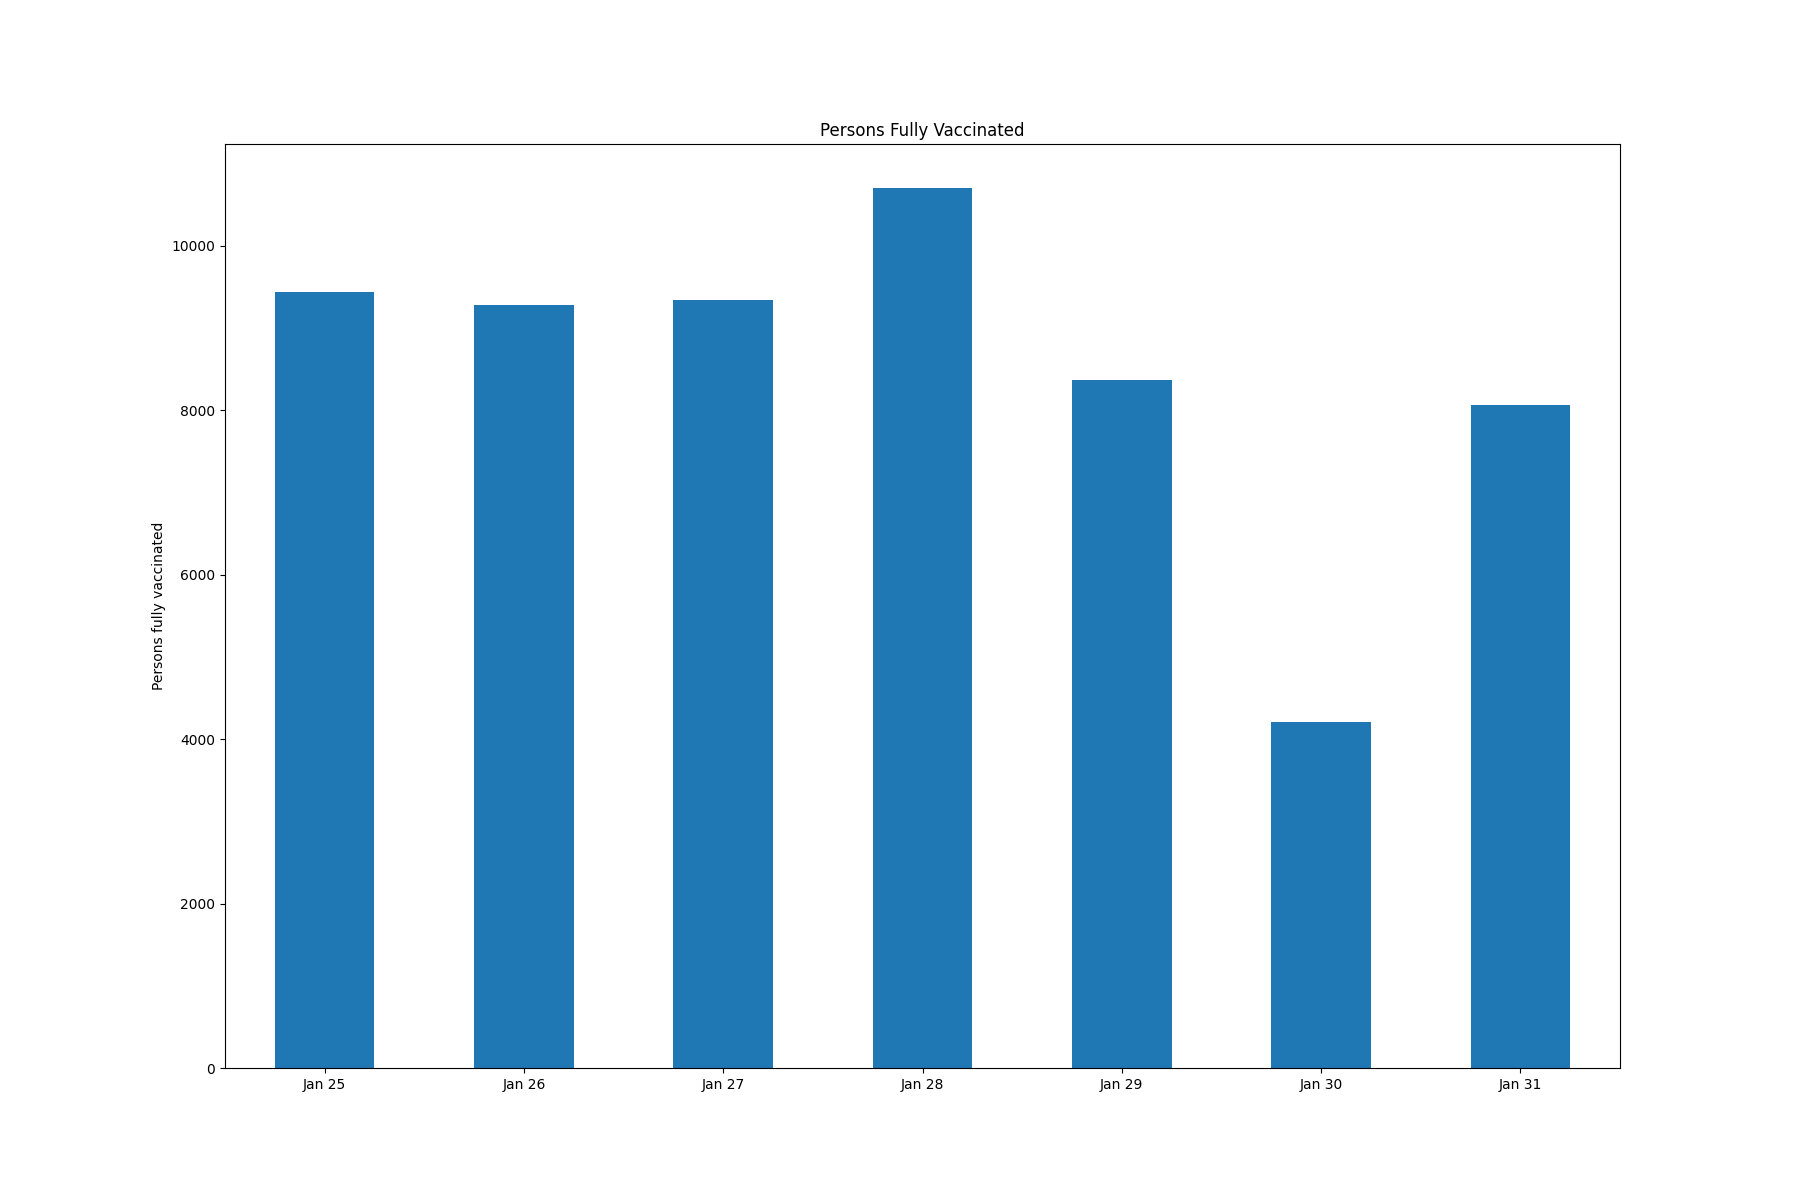 Persons Fully Vaccinated
Persons fully vaccinated
10000
8000
6000
4000
2000
0
Jan 25
Jan 26
Jan 27
Jan 28
Jan 29
Jan 30
Jan 31